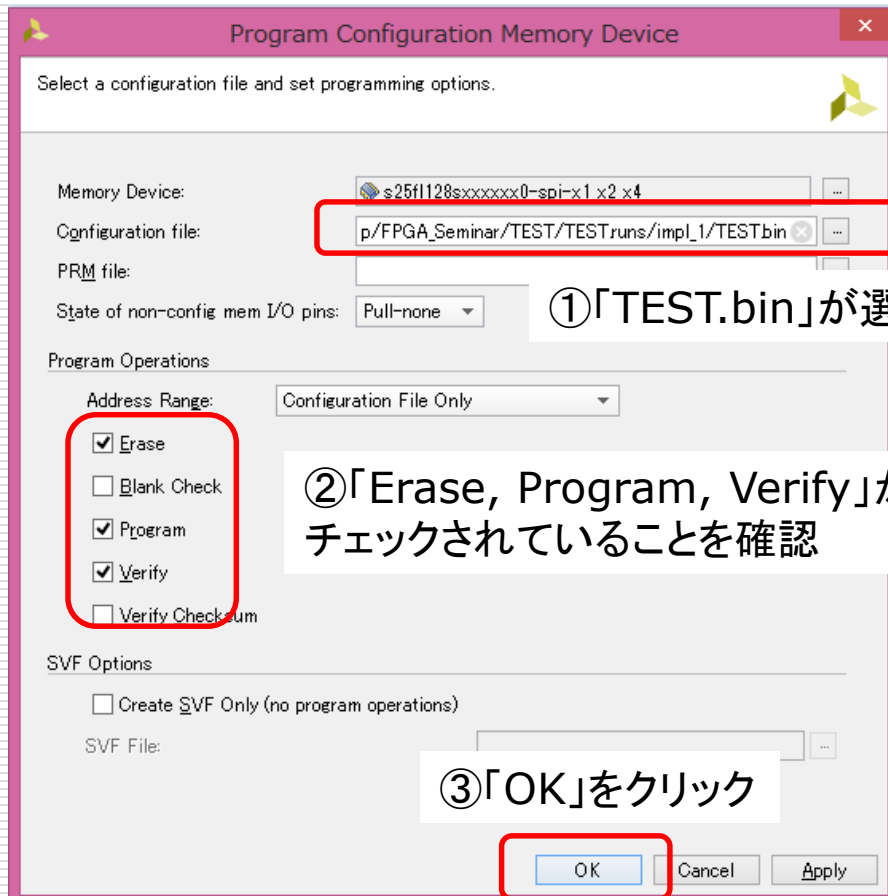 Program Configuration Memory Device
Select a configuration file and set programming options.
Memory Device: s25fl128sxxxxxx0-spi-x1_x2_x4 ...
Configuration file: p/FPGA_Seminar/TEST/TEST.runs/impl_1/TEST.bin ...
PRM file:
①「TEST.bin」が選
State of non-config mem I/O pins: Pull-none
Program Operations
Address Range: Configuration File Only
Erase
Blank Check
②「Erase, Program, Verify」が
チェックされていることを確認
Program
Verify
Verify Checksum
SVF Options
Create SVF Only (no program operations)
SVF File: ...
③「OK」をクリック
OK Cancel Apply